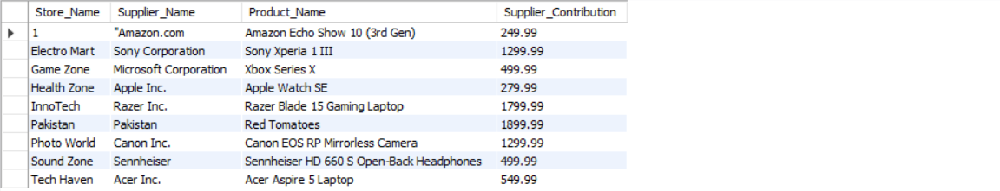 Store_Name Supplier_Name Product_Name Supplier_Contribution
1 "Amazon.com Amazon Echo Show 10 (3rd Gen) 249.99
Electro Mart Sony Corporation Sony Xperia 1 III 1299.99
Game Zone Microsoft Corporation Xbox Series X 499.99
Health Zone Apple Inc. Apple Watch SE 279.99
InnoTech Razer Inc. Razer Blade 15 Gaming Laptop 1799.99
Pakistan Pakistan Red Tomatoes 1899.99
Photo World Canon Inc. Canon EOS RP Mirrorless Camera 1299.99
Sound Zone Sennheiser Sennheiser HD 660 S Open-Back Headphones 499.99
Tech Haven Acer Inc. Acer Aspire 5 Laptop 549.99